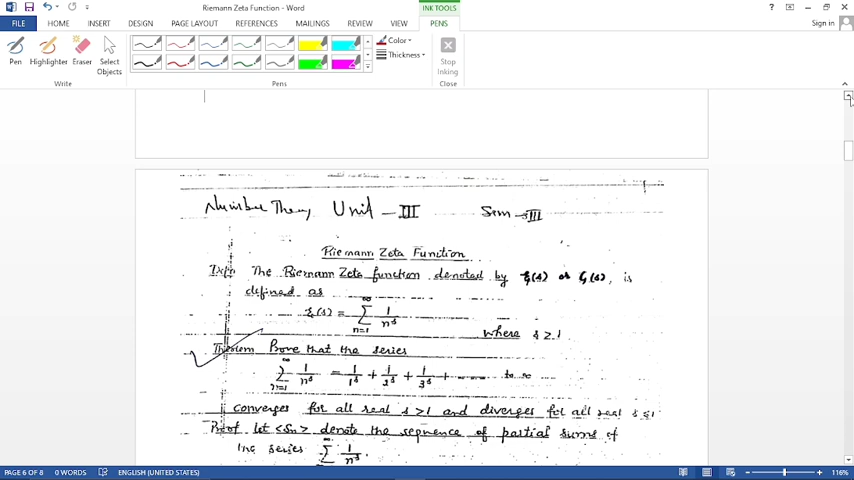 Riemann Zeta Function - Word
INK TOOLS
Sign in
FILE HOME INSERT DESIGN PAGE LAYOUT REFERENCES MAILINGS REVIEW VIEW PENS
Pen Highlighter Eraser Select Objects
Color
Thickness
Stop Inking
Write Pens Close
Number Theory Unit - III Sem - III
Riemann Zeta Function
The Riemann Zeta function denoted by ξ(s) or ζ(s), is
defined as
ξ(s) = ∞ Σ n=1 1/n^s where s ≥ 1
Theorem Prove that the series
∞ Σ n=1 1/n^s = 1/1^s + 1/2^s + 1/3^s + ---- to ∞
converges for all real s > 1 and diverges for all real s ≤ 1
Proof let <Sn> denote the sequence of partial sums of
the series ∞ Σ 1/n^s.
PAGE 6 OF 8 0 WORDS ENGLISH (UNITED STATES) 116%